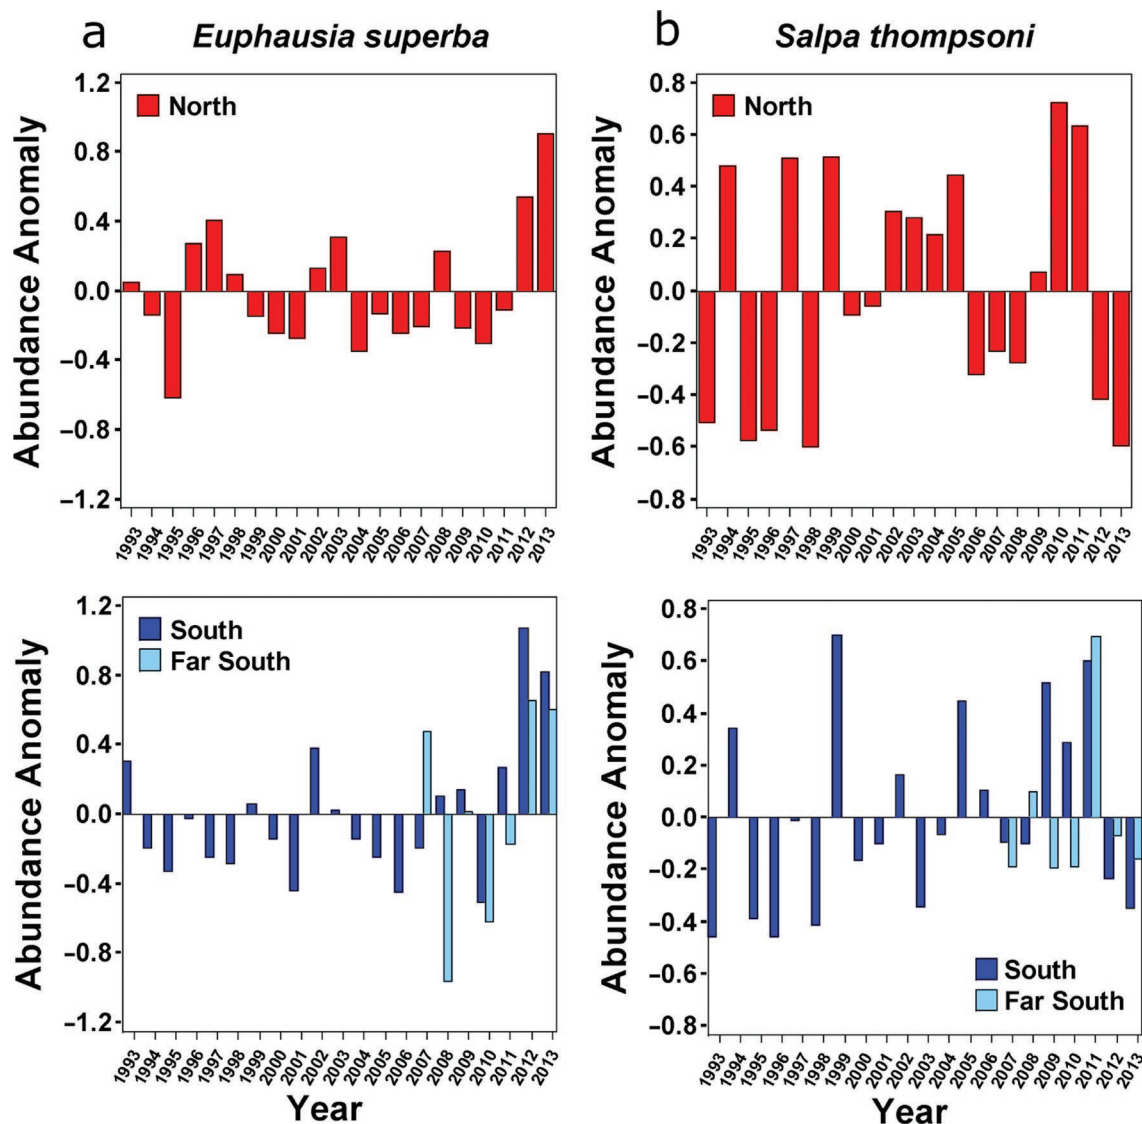 a Euphausia superba
b Salpa thompsoni
Abundance Anomaly
1.2
0.8
0.4
0.0
–0.4
–0.8
–1.2
North
1993 1994 1995 1996 1997 1998 1999 2000 2001 2002 2003 2004 2005 2006 2007 2008 2009 2010 2011 2012 2013
Abundance Anomaly
0.8
0.6
0.4
0.2
0.0
–0.2
–0.4
–0.6
–0.8
North
1993 1994 1995 1996 1997 1998 1999 2000 2001 2002 2003 2004 2005 2006 2007 2008 2009 2010 2011 2012 2013
Abundance Anomaly
1.2
0.8
0.4
0.0
–0.4
–0.8
–1.2
South
Far South
1993 1994 1995 1996 1997 1998 1999 2000 2001 2002 2003 2004 2005 2006 2007 2008 2009 2010 2011 2012 2013
Year
Abundance Anomaly
0.8
0.6
0.4
0.2
0.0
–0.2
–0.4
–0.6
–0.8
South
Far South
1993 1994 1995 1996 1997 1998 1999 2000 2001 2002 2003 2004 2005 2006 2007 2008 2009 2010 2011 2012 2013
Year